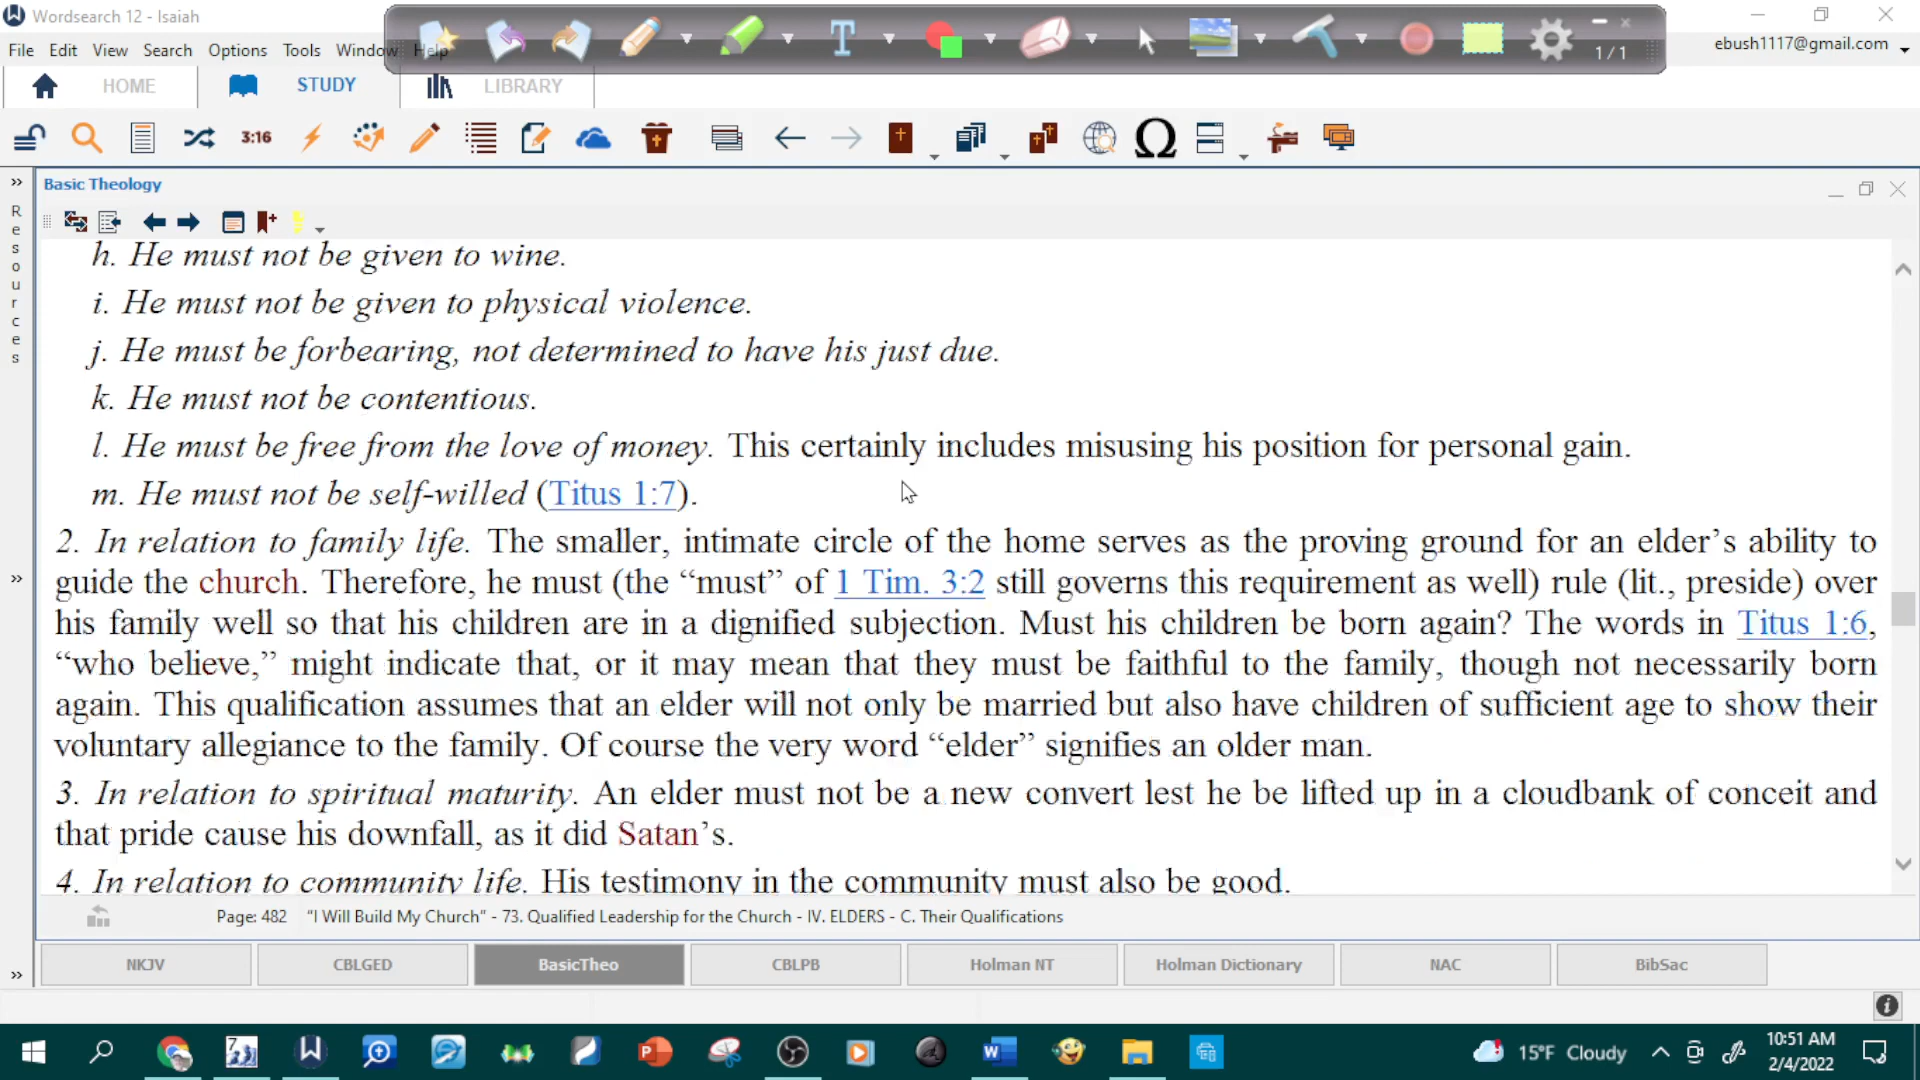 Wordsearch 12 - Isaiah
File Edit View Search Options Tools Window Help
1/1
ebush1117@gmail.com
HOME STUDY LIBRARY
3:16
Basic Theology
Resources
h. He must not be given to wine.
i. He must not be given to physical violence.
j. He must be forbearing, not determined to have his just due.
k. He must not be contentious.
l. He must be free from the love of money. This certainly includes misusing his position for personal gain.
m. He must not be self-willed (Titus 1:7).
2. In relation to family life. The smaller, intimate circle of the home serves as the proving ground for an elder’s ability to
guide the church. Therefore, he must (the “must” of 1 Tim. 3:2 still governs this requirement as well) rule (lit., preside) over
his family well so that his children are in a dignified subjection. Must his children be born again? The words in Titus 1:6,
“who believe,” might indicate that, or it may mean that they must be faithful to the family, though not necessarily born
again. This qualification assumes that an elder will not only be married but also have children of sufficient age to show their
voluntary allegiance to the family. Of course the very word “elder” signifies an older man.
3. In relation to spiritual maturity. An elder must not be a new convert lest he be lifted up in a cloudbank of conceit and
that pride cause his downfall, as it did Satan’s.
4. In relation to community life. His testimony in the community must also be good.
Page: 482 "I Will Build My Church" - 73. Qualified Leadership for the Church - IV. ELDERS - C. Their Qualifications
NKJV CBLGED BasicTheo CBLPB Holman NT Holman Dictionary NAC BibSac
15°F Cloudy
10:51 AM
2/4/2022